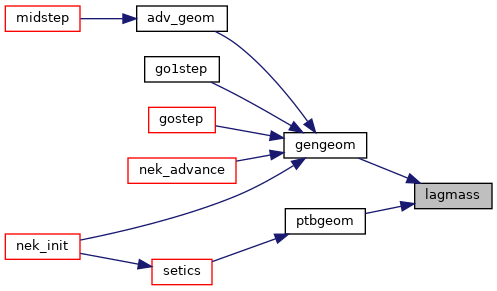 midstep
adv_geom
go1step
gostep
gengeom
nek_advance
lagmass
ptbgeom
nek_init
setics